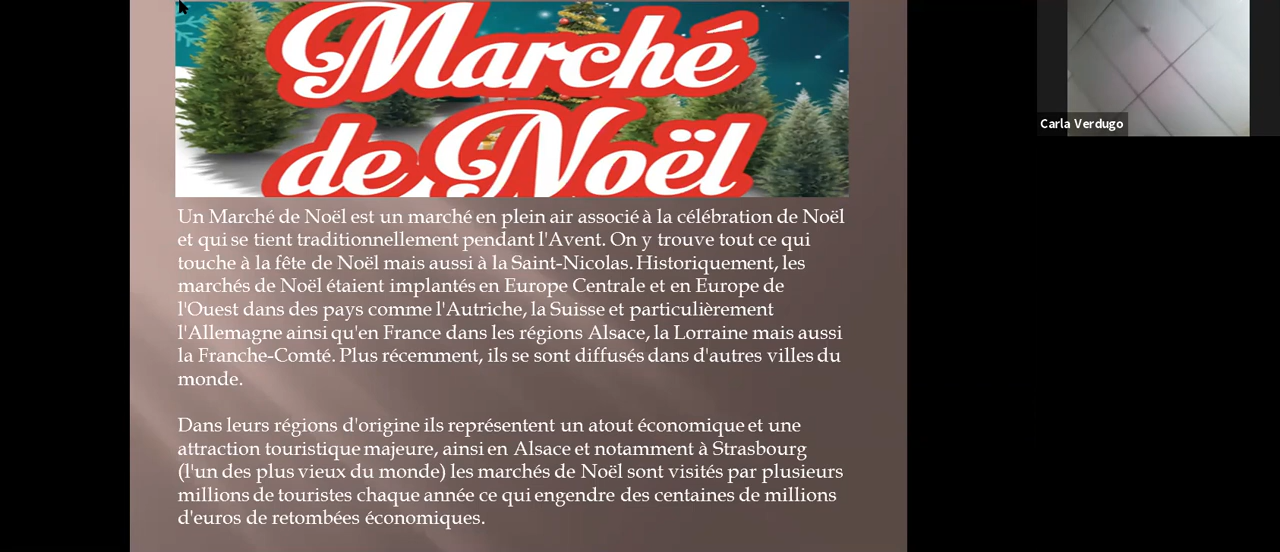 Marché
de Noël
Un Marché de Noël est un marché en plein air associé à la célébration de Noël
et qui se tient traditionnellement pendant l'Avent. On y trouve tout ce qui
touche à la fête de Noël mais aussi à la Saint-Nicolas. Historiquement, les
marchés de Noël étaient implantés en Europe Centrale et en Europe de
l'Ouest dans des pays comme l'Autriche, la Suisse et particulièrement
l'Allemagne ainsi qu'en France dans les régions Alsace, la Lorraine mais aussi
la Franche-Comté. Plus récemment, ils se sont diffusés dans d'autres villes du
monde.
Dans leurs régions d'origine ils représentent un atout économique et une
attraction touristique majeure, ainsi en Alsace et notamment à Strasbourg
(l'un des plus vieux du monde) les marchés de Noël sont visités par plusieurs
millions de touristes chaque année ce qui engendre des centaines de millions
d'euros de retombées économiques.
Carla Verdugo